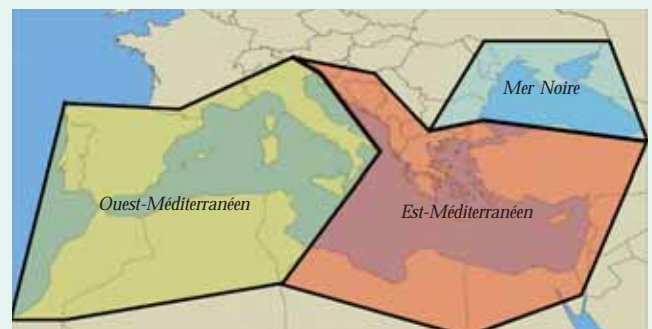 Mer Noire
Ouest-Méditerranéen
Est-Méditerranéen